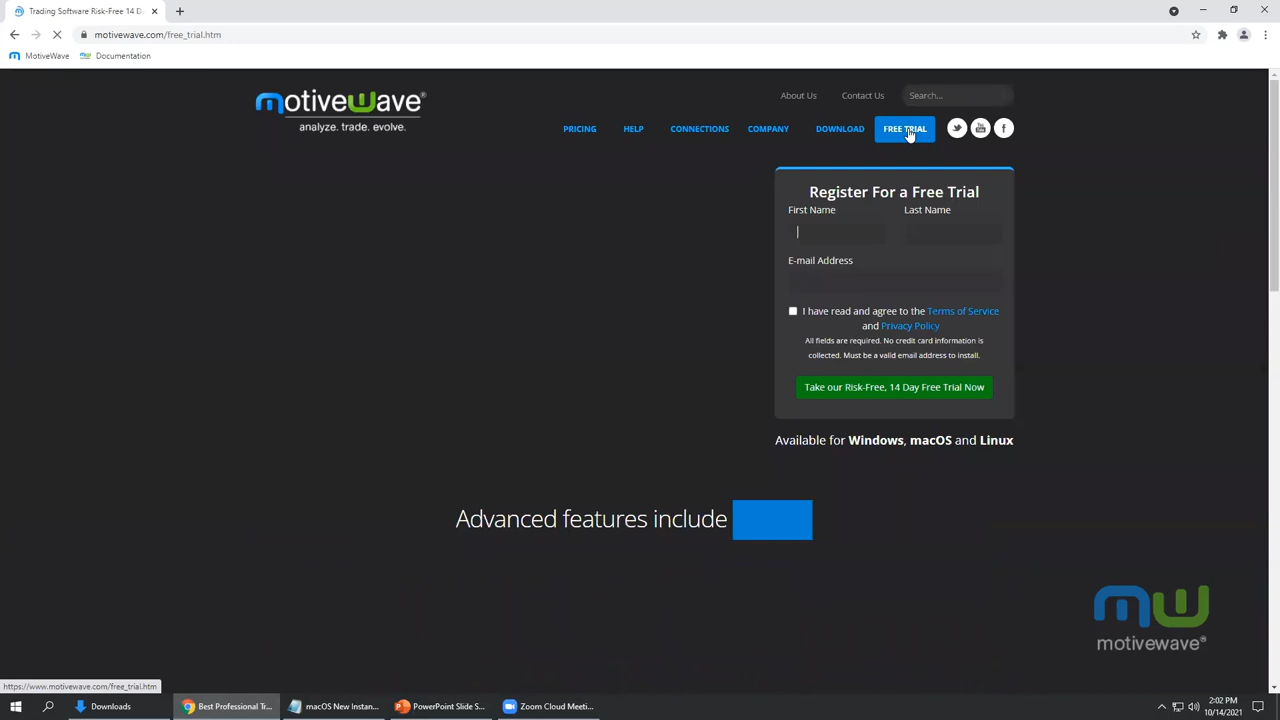 Trading Software Risk-Free 14 D
motivewave.com/free_trial.htm
MotiveWave Documentation
About Us Contact Us Search...
motivewave®
analyze. trade. evolve.
PRICING HELP CONNECTIONS COMPANY DOWNLOAD FREE TRIAL
You Tube f
Register For a Free Trial
First Name Last Name
E-mail Address
I have read and agree to the Terms of Service
and Privacy Policy
All fields are required. No credit card information is
collected. Must be a valid email address to install.
Take our Risk-Free, 14 Day Free Trial Now
Available for Windows, macOS and Linux
Advanced features include
mw
motivewave®
https://www.motivewave.com/free_trial.htm
Downloads Best Professional Tr... macOS New Instan... PowerPoint Slide S... Zoom Cloud Meeti... 2:02 PM
10/14/2021